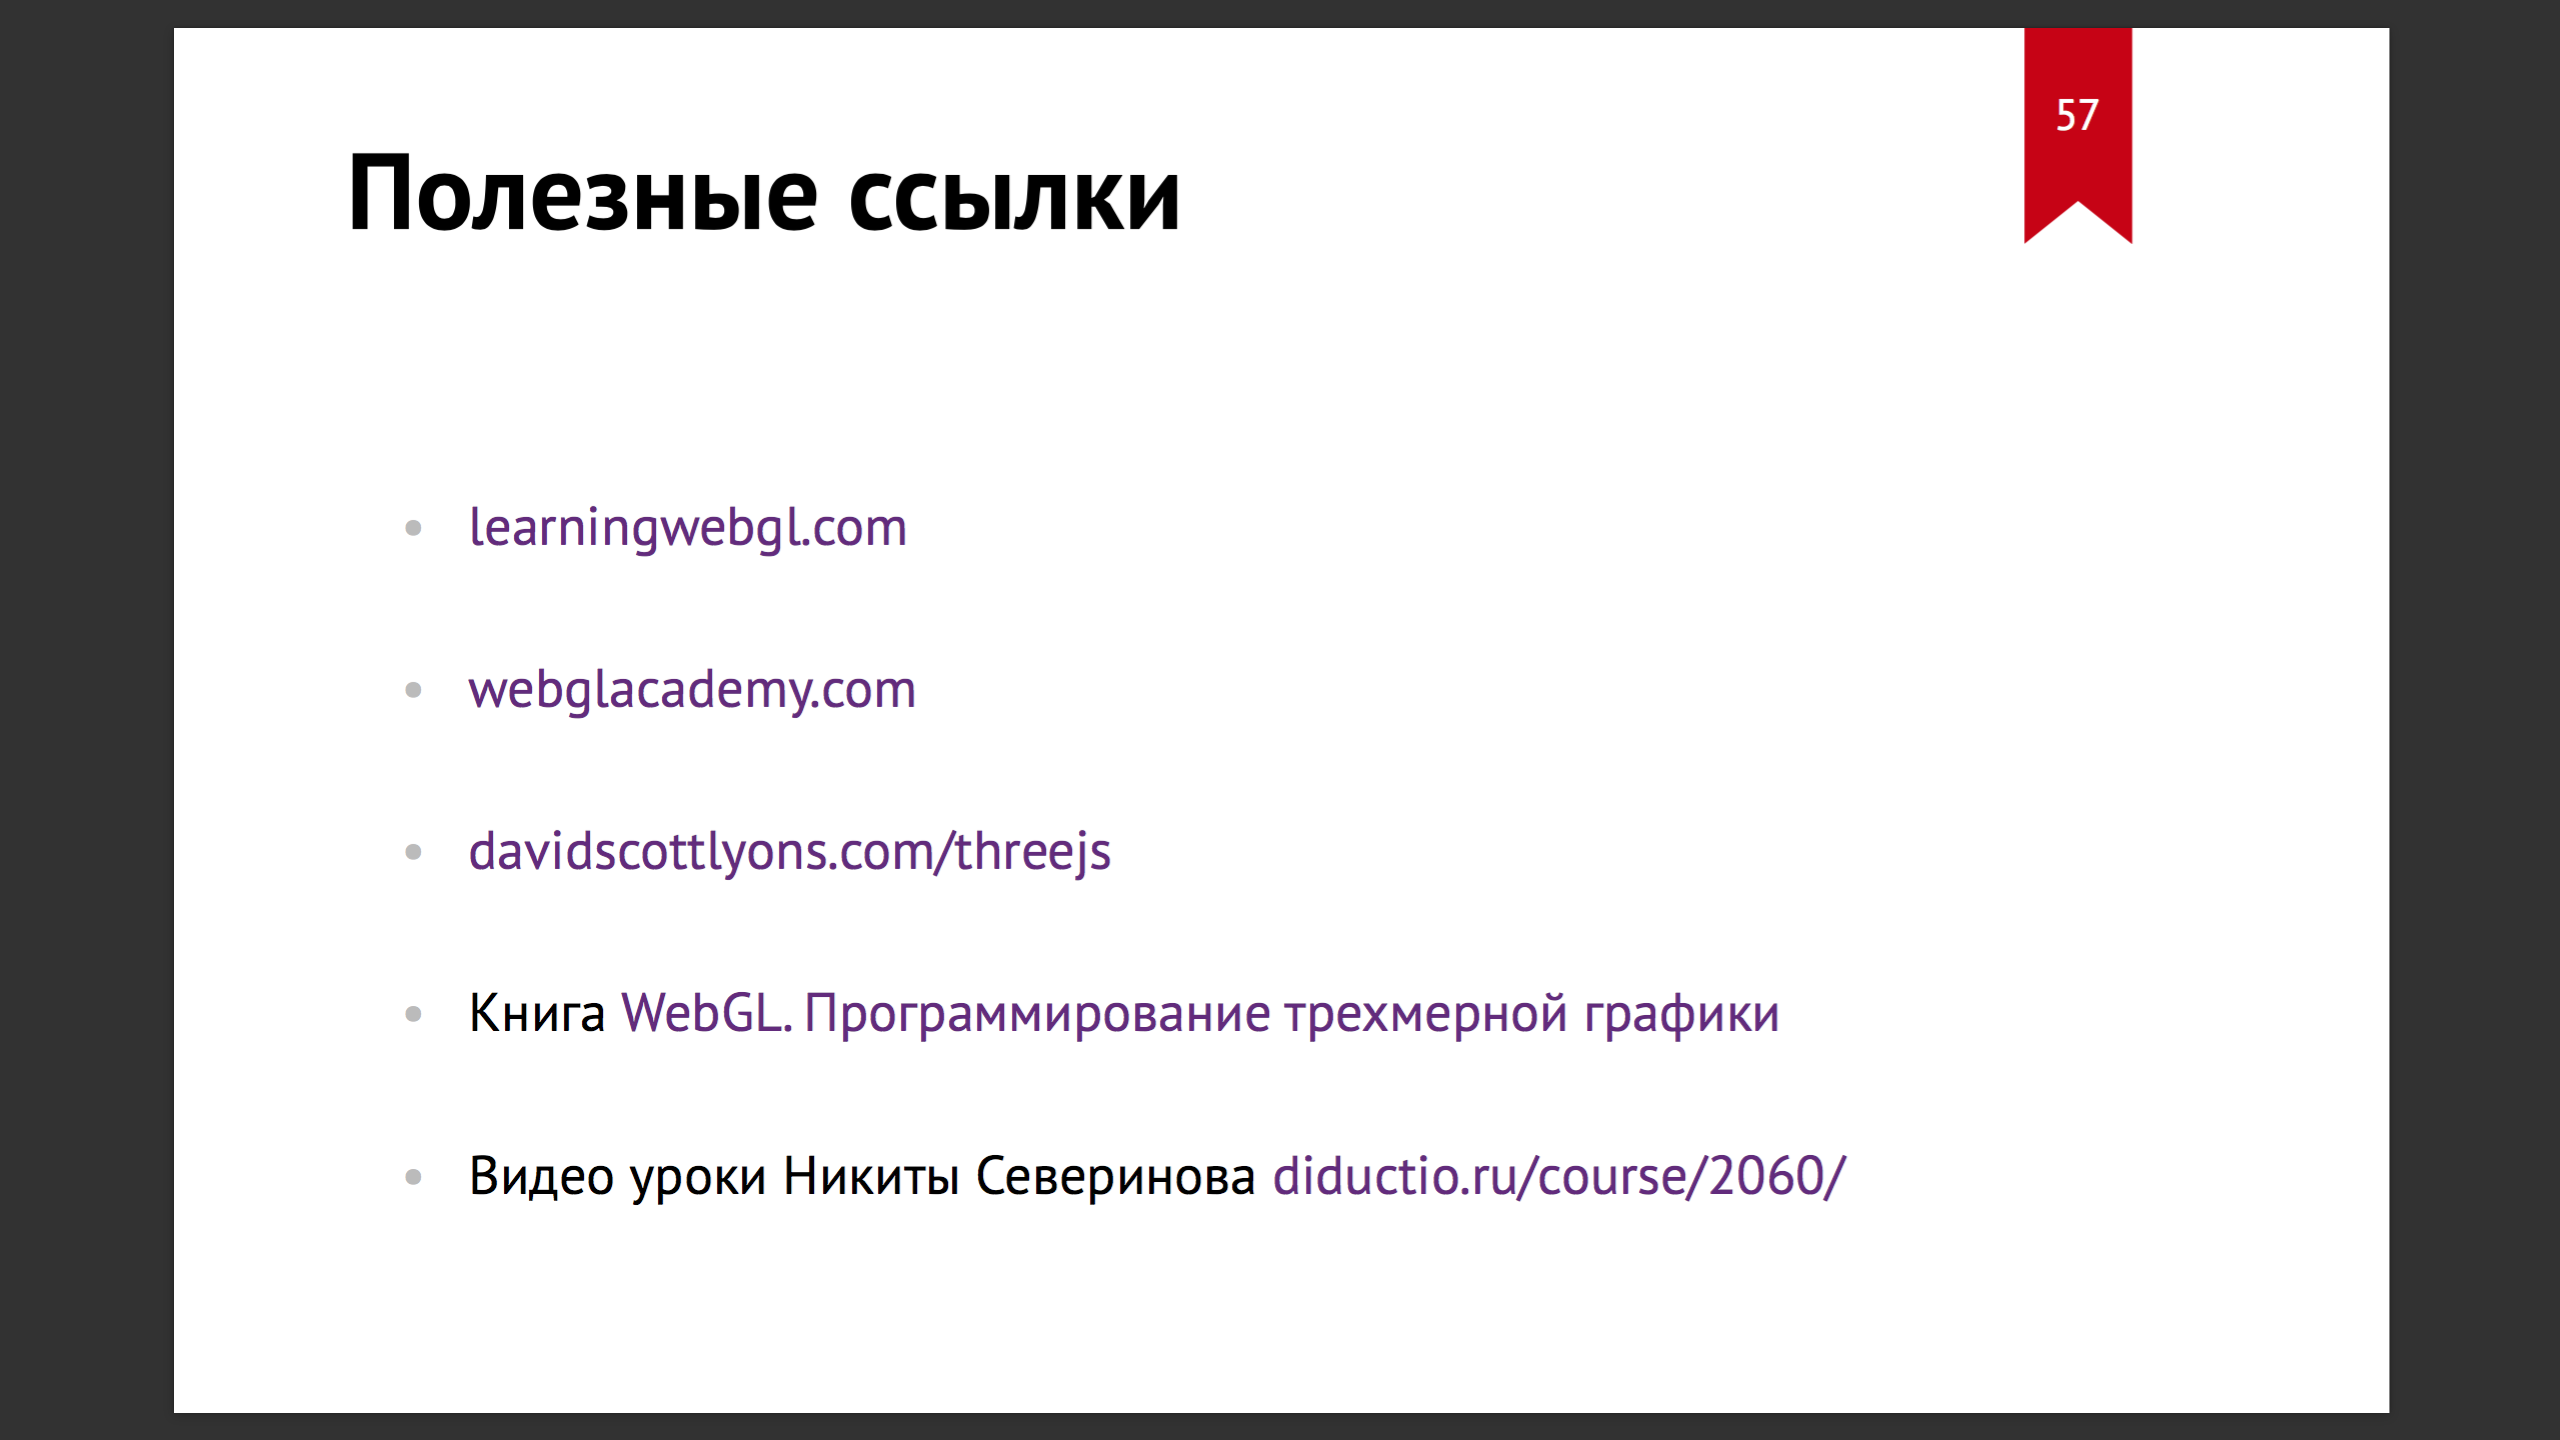 57
Полезные ссылки
learningwebgl.com
webglacademy.com
davidscottlyons.com/threejs
Книга WebGL. Программирование трехмерной графики
Видео уроки Никиты Северинова diductio.ru/course/2060/